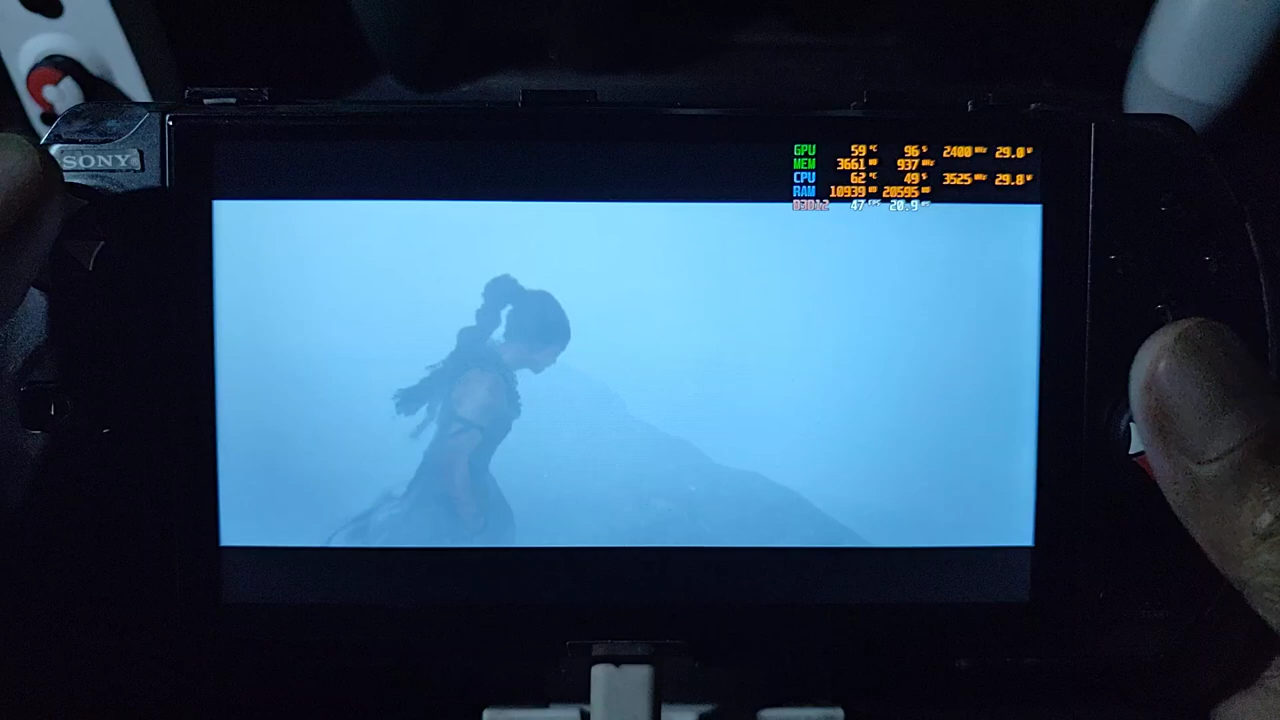 SONY
GPU 59 °C 96 % 2400 MHz 29.0 W
MEM 3661 MB 937 MHz
CPU 62 °C 49 % 3525 MHz 29.8 W
RAM 10939 MB 20595 MB
D3D12 47 FPS 20.9 ms